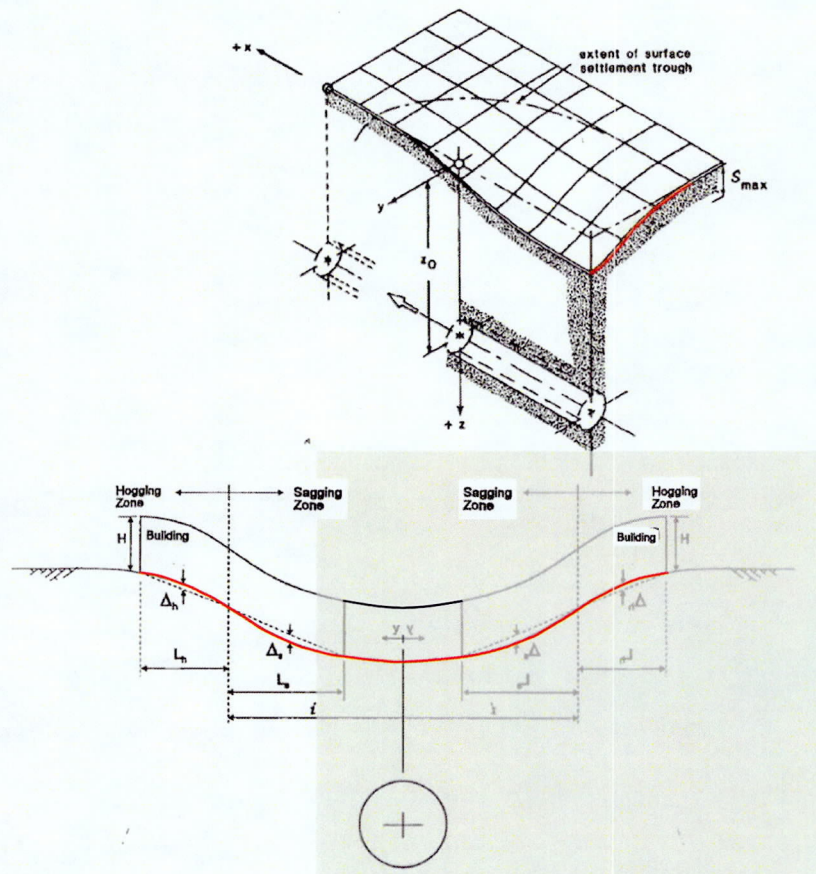 + x
extent of surface
settlement trough
S max
y
z0
+ z
Hogging
Zone
Sagging
Zone
Sagging
Zone
Hogging
Zone
H
Building
Building
H
Δh
Δs
y
Lh
Ls
i